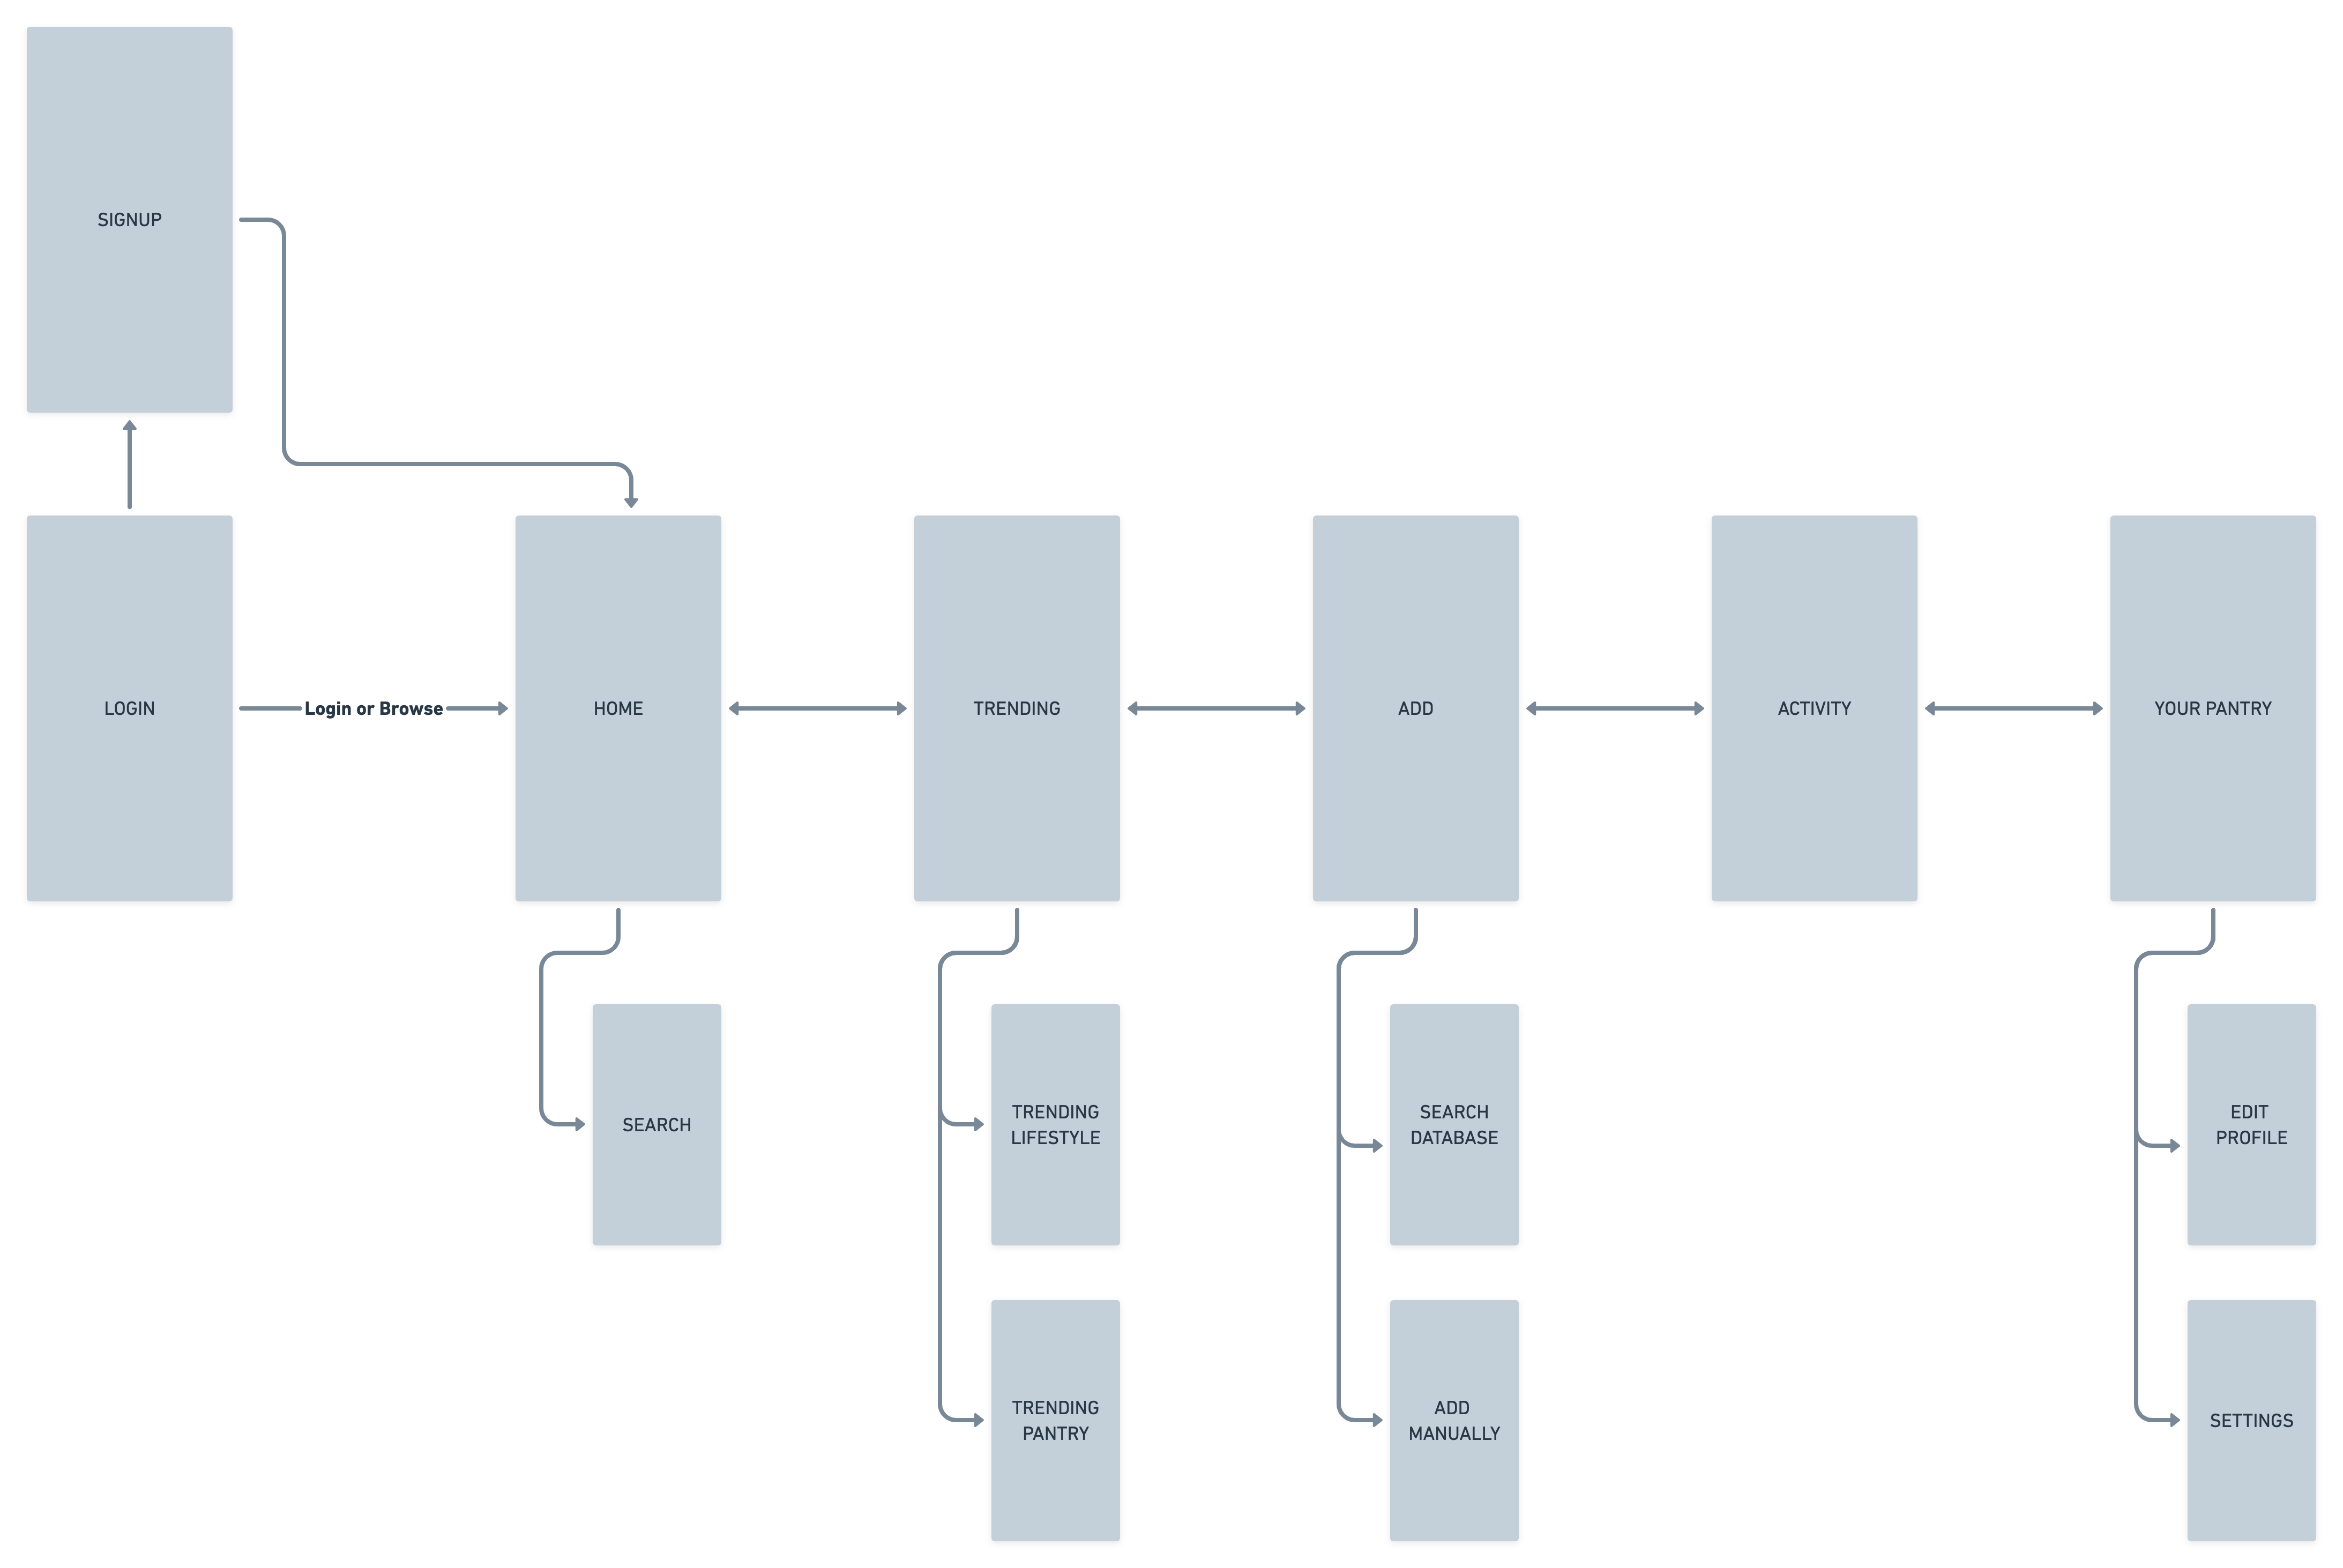 SIGNUP
LOGIN
Login or Browse
HOME
TRENDING
ADD
ACTIVITY
YOUR PANTRY
SEARCH
TRENDING
LIFESTYLE
SEARCH
DATABASE
EDIT
PROFILE
TRENDING
PANTRY
ADD
MANUALLY
SETTINGS